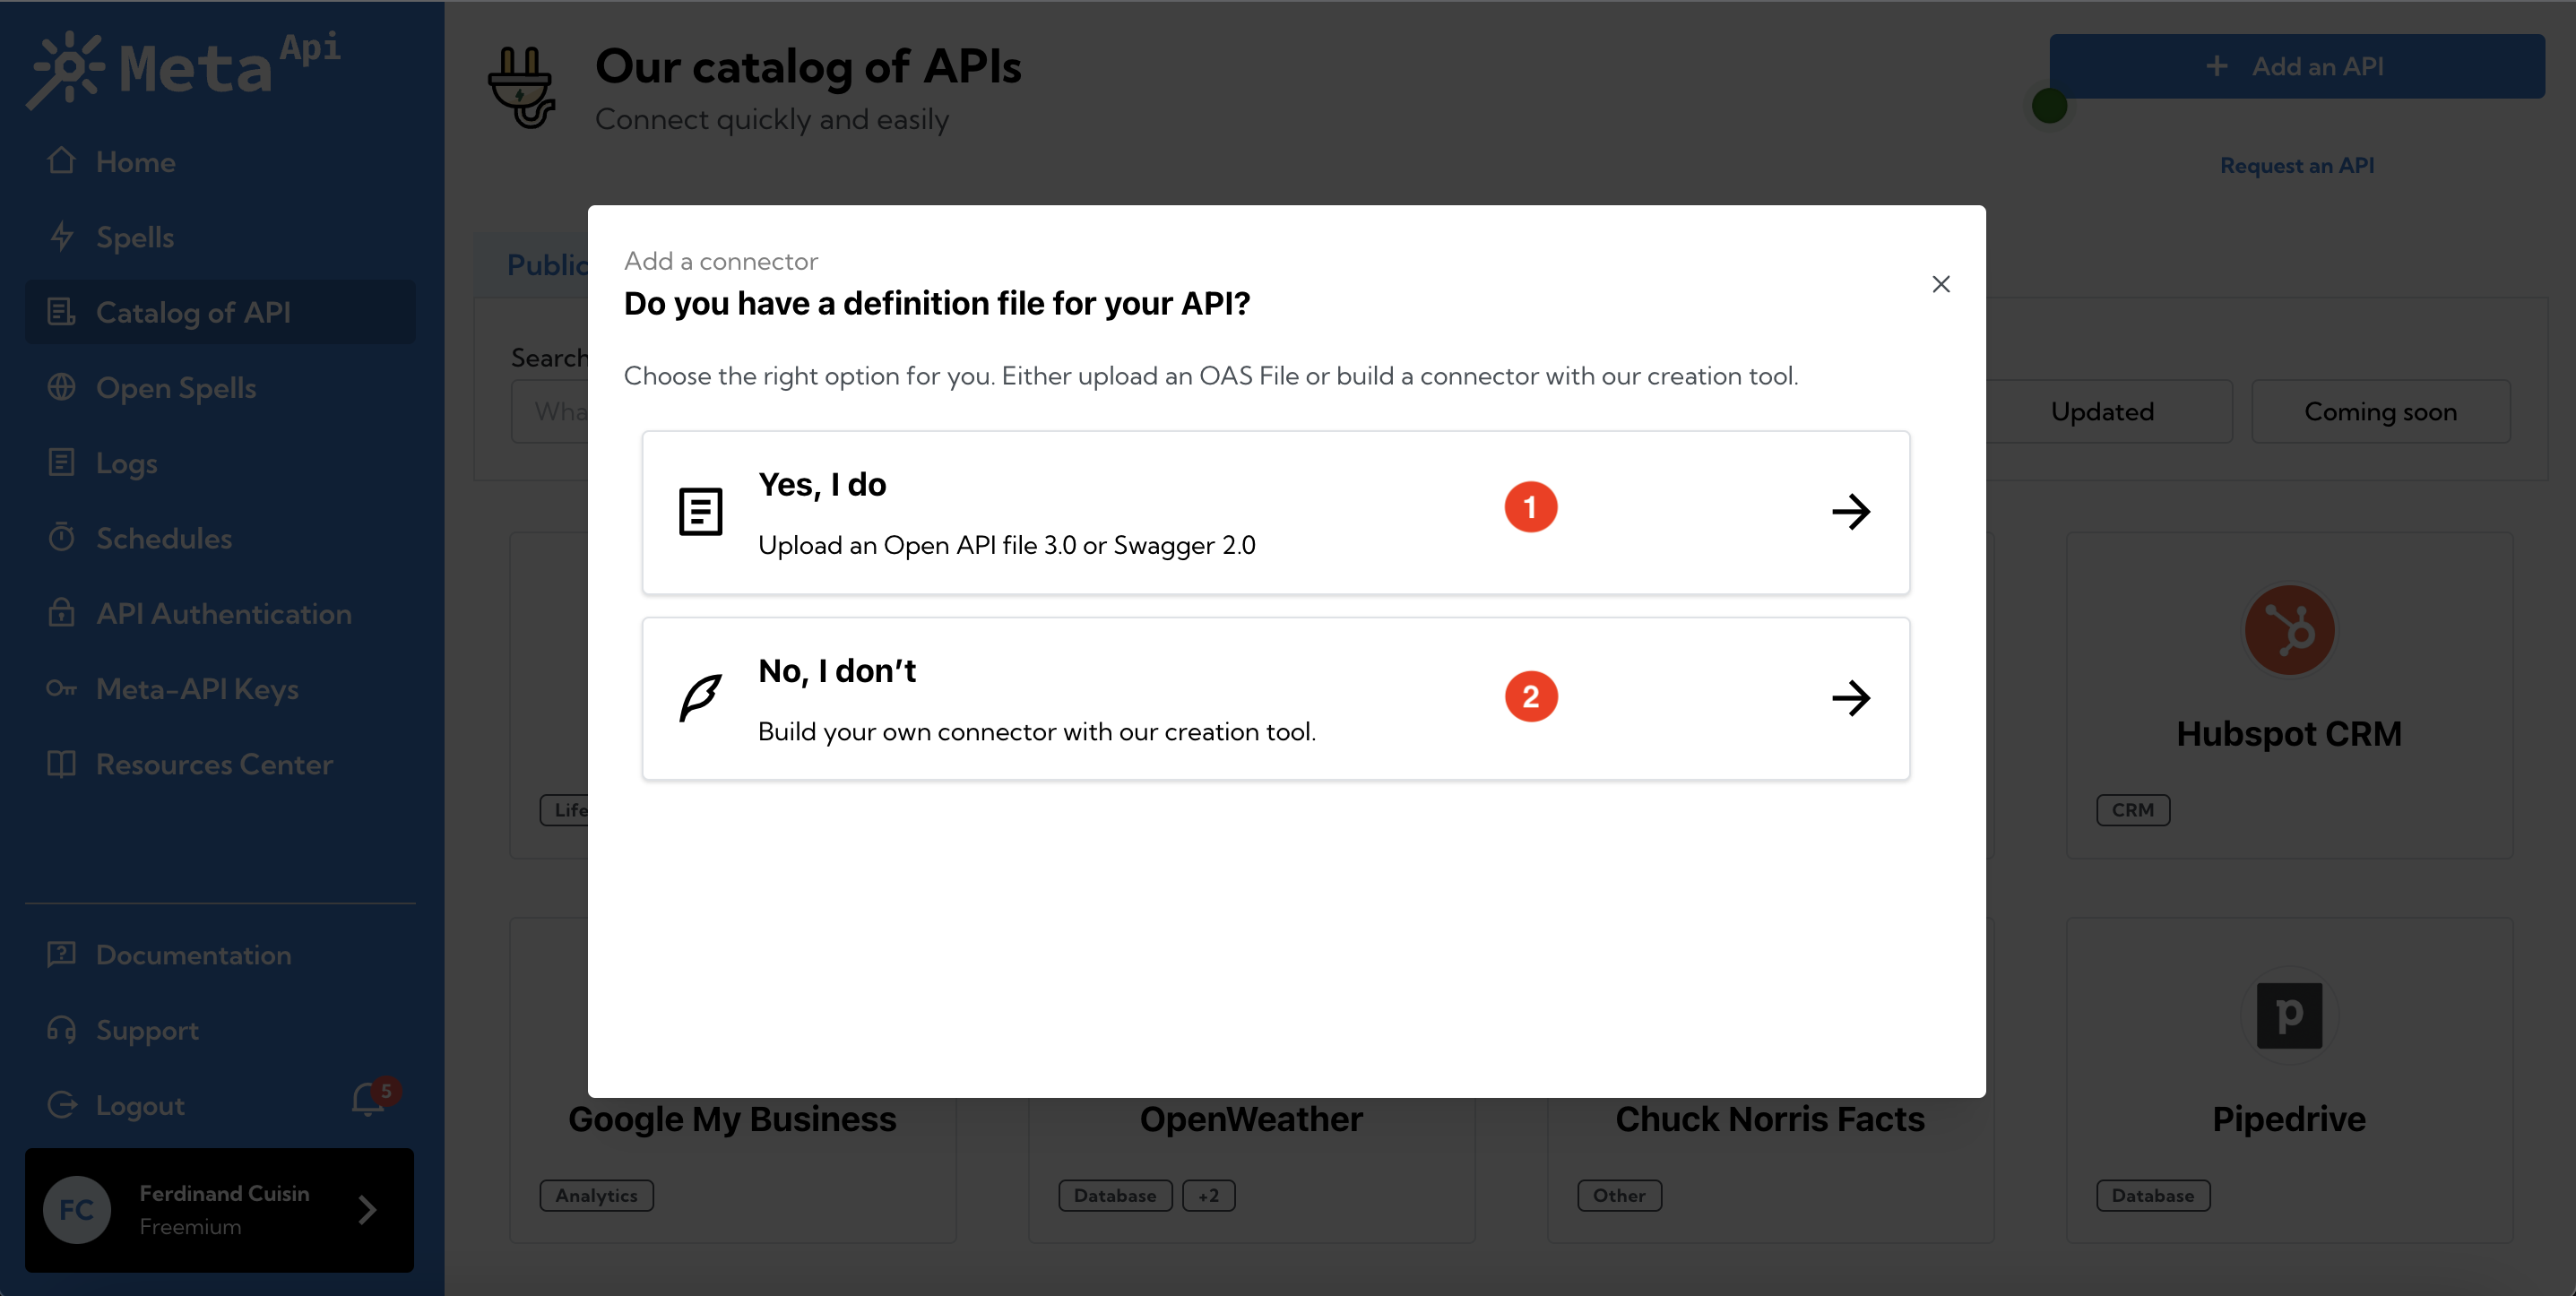 Meta Api
Home
Spells
Catalog of API
Open Spells
Logs
Schedules
API Authentication
Meta-API Keys
Resources Center
Documentation
Support
Logout
5
FC
Ferdinand Cuisin
Freemium
Our catalog of APIs
Connect quickly and easily
+ Add an API
Request an API
Public
Search
Wha
Updated
Coming soon
Add a connector
Do you have a definition file for your API?
Choose the right option for you. Either upload an OAS File or build a connector with our creation tool.
Yes, I do
Upload an Open API file 3.0 or Swagger 2.0
1
No, I don’t
Build your own connector with our creation tool.
2
Life
Hubspot CRM
CRM
p
Google My Business
OpenWeather
Chuck Norris Facts
Pipedrive
Analytics
Database
+2
Other
Database